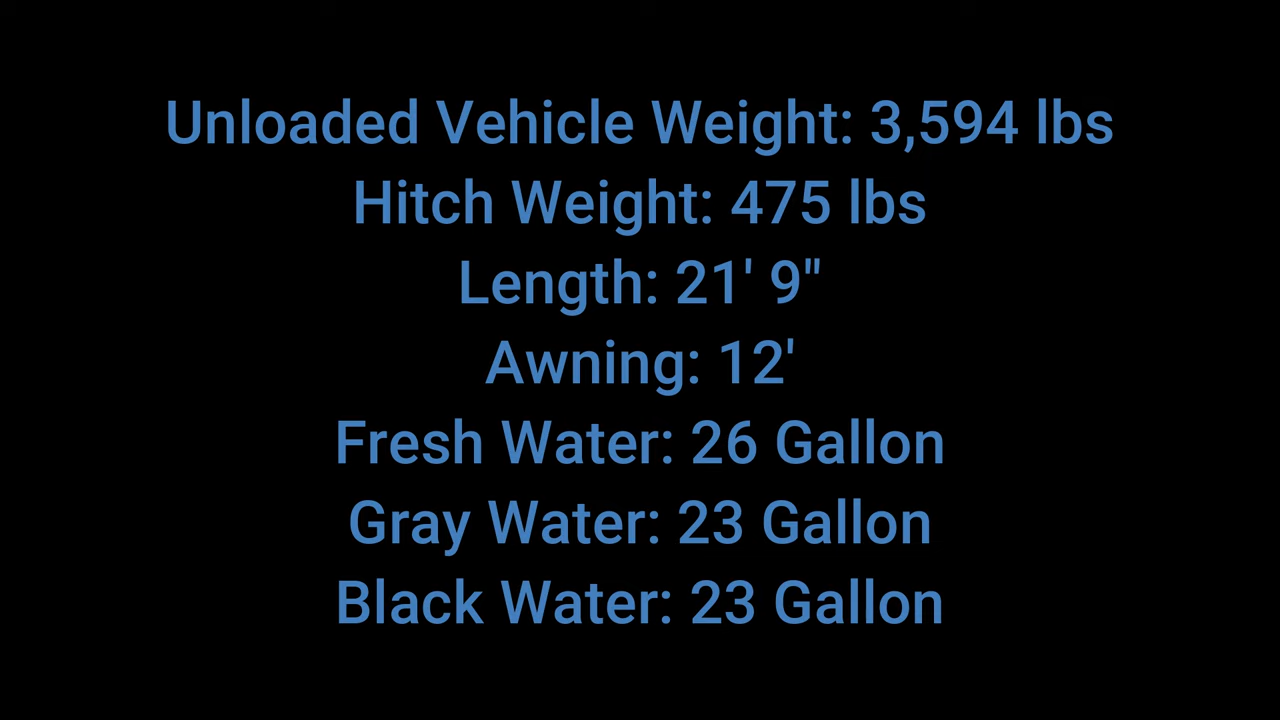 Unloaded Vehicle Weight: 3,594 lbs
Hitch Weight: 475 lbs
Length: 21' 9"
Awning: 12'
Fresh Water: 26 Gallon
Gray Water: 23 Gallon
Black Water: 23 Gallon